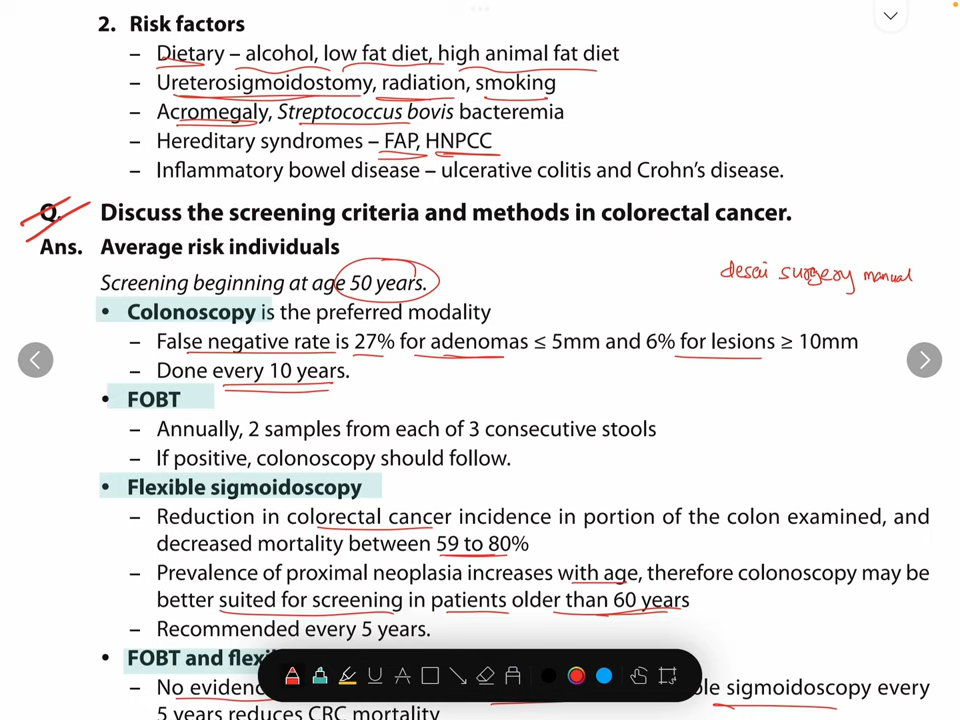 2. Risk factors
– Dietary – alcohol, low fat diet, high animal fat diet
– Ureterosigmoidostomy, radiation, smoking
– Acromegaly, Streptococcus bovis bacteremia
– Hereditary syndromes – FAP, HNPCC
– Inflammatory bowel disease – ulcerative colitis and Crohn's disease.
Q. Discuss the screening criteria and methods in colorectal cancer.
Ans. Average risk individuals
Screening beginning at age 50 years.
desai surgery manual
• Colonoscopy is the preferred modality
– False negative rate is 27% for adenomas ≤ 5mm and 6% for lesions ≥ 10mm
– Done every 10 years.
• FOBT
– Annually, 2 samples from each of 3 consecutive stools
– If positive, colonoscopy should follow.
• Flexible sigmoidoscopy
– Reduction in colorectal cancer incidence in portion of the colon examined, and
decreased mortality between 59 to 80%
– Prevalence of proximal neoplasia increases with age, therefore colonoscopy may be
better suited for screening in patients older than 60 years
– Recommended every 5 years.
• FOBT and
– No sigmoidoscopy every
5 years reduces CRC mortality